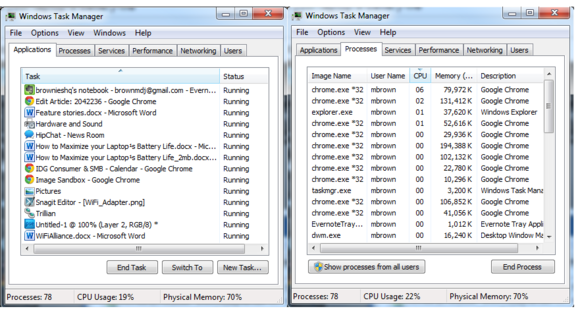 Windows Task Manager
File Options View Windows Help
Applications Processes Services Performance Networking Users
Task Status
brownieshq's notebook - brownmdj@gmail.com - Evern... Running
Edit Article: 2042236 - Google Chrome Running
Feature stories.docx - Microsoft Word Running
Hardware and Sound Running
HipChat - News Room Running
How to Maximize your Laptop's Battery Life.docx - Mic... Running
How to Maximize your Laptop's Battery Life_2mb.docx... Running
IDG Consumer & SMB - Calendar - Google Chrome Running
Image Sandbox - Google Chrome Running
Pictures Running
Snagit Editor - [WiFi_Adapter.png] Running
Trillian Running
Untitled-1 @ 100% (Layer 2, RGB/8) * Running
WiFiAlliance.docx - Microsoft Word Running
End Task Switch To New Task...
Processes: 78 CPU Usage: 19% Physical Memory: 70%
Windows Task Manager
File Options View Help
Applications Processes Services Performance Networking Users
Image Name User Name CPU Memory (... Description
chrome.exe *32 mbrown 06 79,972 K Google Chrome
chrome.exe *32 mbrown 02 131,412 K Google Chrome
explorer.exe mbrown 01 37,620 K Windows Explorer
chrome.exe *32 mbrown 01 52,616 K Google Chrome
chrome.exe *32 mbrown 00 29,936 K Google Chrome
chrome.exe *32 mbrown 00 194,388 K Google Chrome
chrome.exe *32 mbrown 00 102,132 K Google Chrome
chrome.exe *32 mbrown 00 22,780 K Google Chrome
chrome.exe *32 mbrown 00 10,296 K Google Chrome
taskmgr.exe mbrown 00 3,200 K Windows Task Mana
chrome.exe *32 mbrown 00 106,852 K Google Chrome
chrome.exe *32 mbrown 00 41,056 K Google Chrome
EvernoteTray... mbrown 00 1,012 K Evernote Tray Appli
dwm.exe mbrown 00 16,240 K Desktop Window Ma
Show processes from all users End Process
Processes: 78 CPU Usage: 22% Physical Memory: 70%